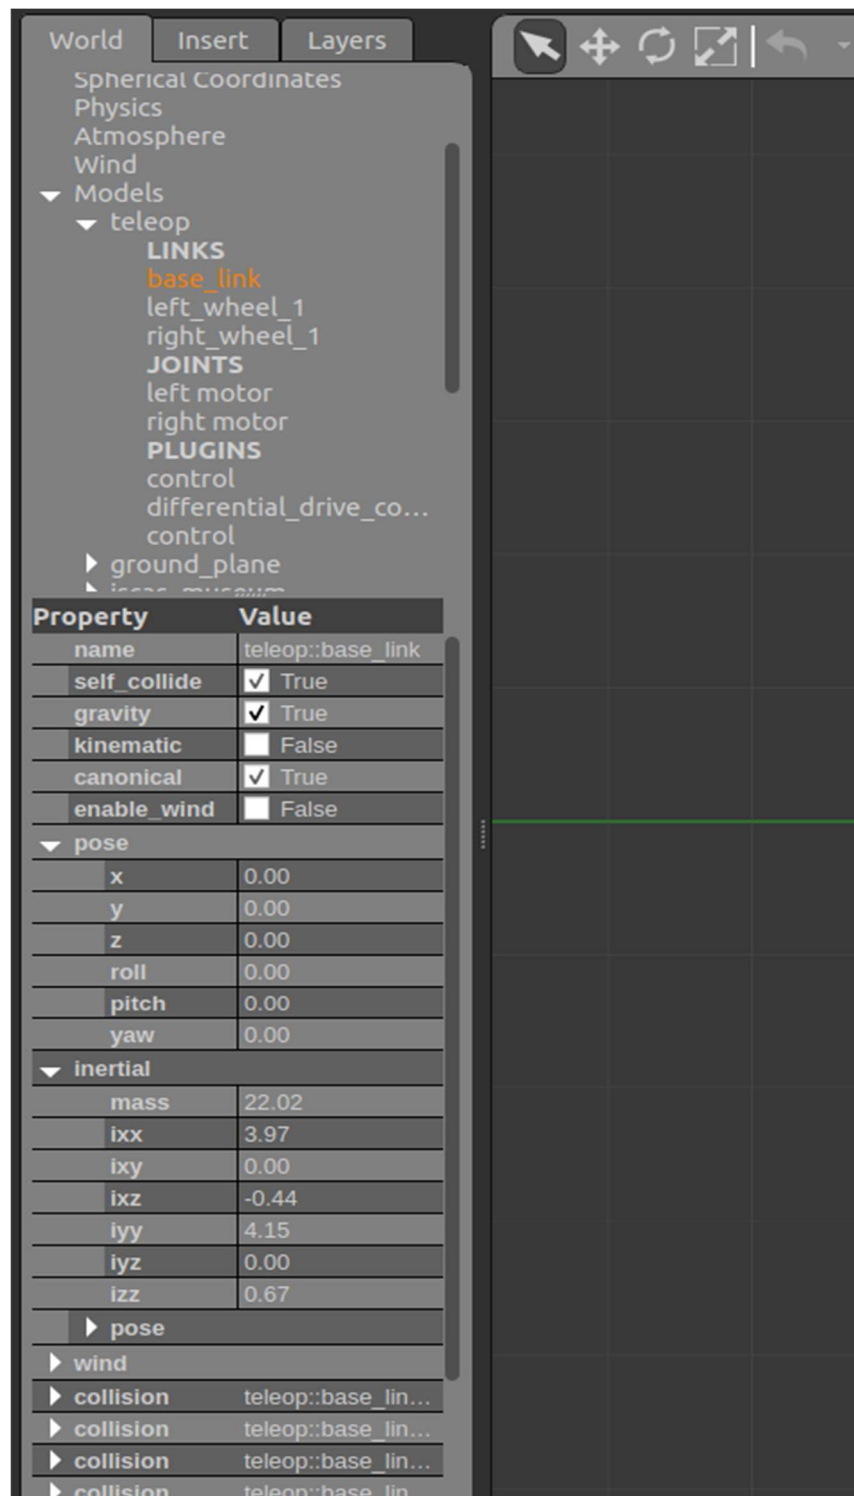 World Insert Layers
Spherical Coordinates
Physics
Atmosphere
Wind
Models
teleop
LINKS
base_link
left_wheel_1
right_wheel_1
JOINTS
left motor
right motor
PLUGINS
control
differential_drive_co...
control
ground_plane
Property Value
name teleop::base_link
self_collide True
gravity True
kinematic False
canonical True
enable_wind False
pose
x 0.00
y 0.00
z 0.00
roll 0.00
pitch 0.00
yaw 0.00
inertial
mass 22.02
ixx 3.97
ixy 0.00
ixz -0.44
iyy 4.15
iyz 0.00
izz 0.67
pose
wind
collision teleop::base_lin...
collision teleop::base_lin...
collision teleop::base_lin...
collision teleop::base_lin...